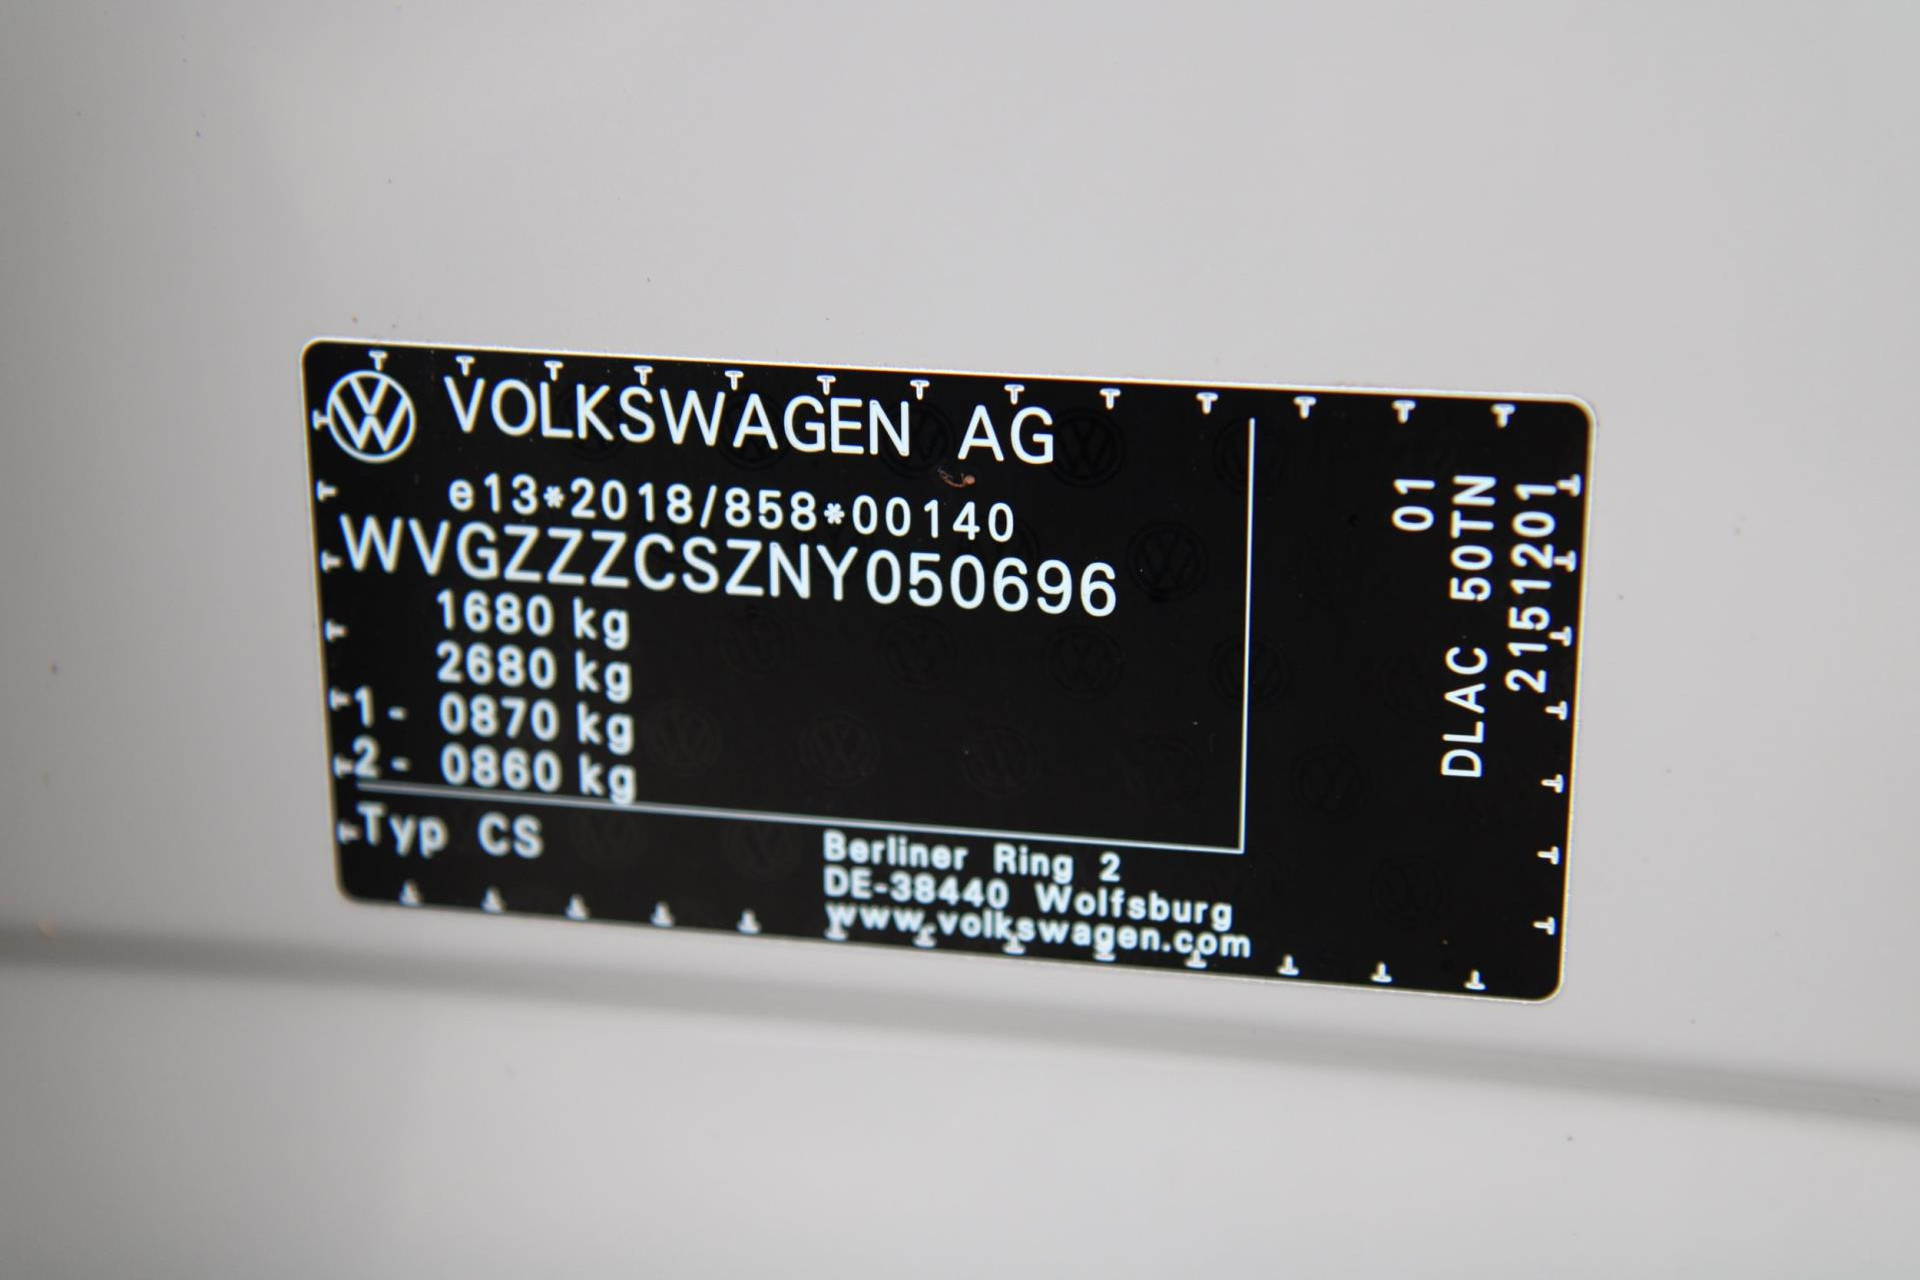 VOLKSWAGEN AG
e13*2018/858*00140
WVGZZZCSZNY050696
1680 kg
2680 kg
1- 0870 kg
2- 0860 kg
Typ CS
Berliner Ring 2
DE-38440 Wolfsburg
www.volkswagen.com
01
DLAC 50TN
2151201